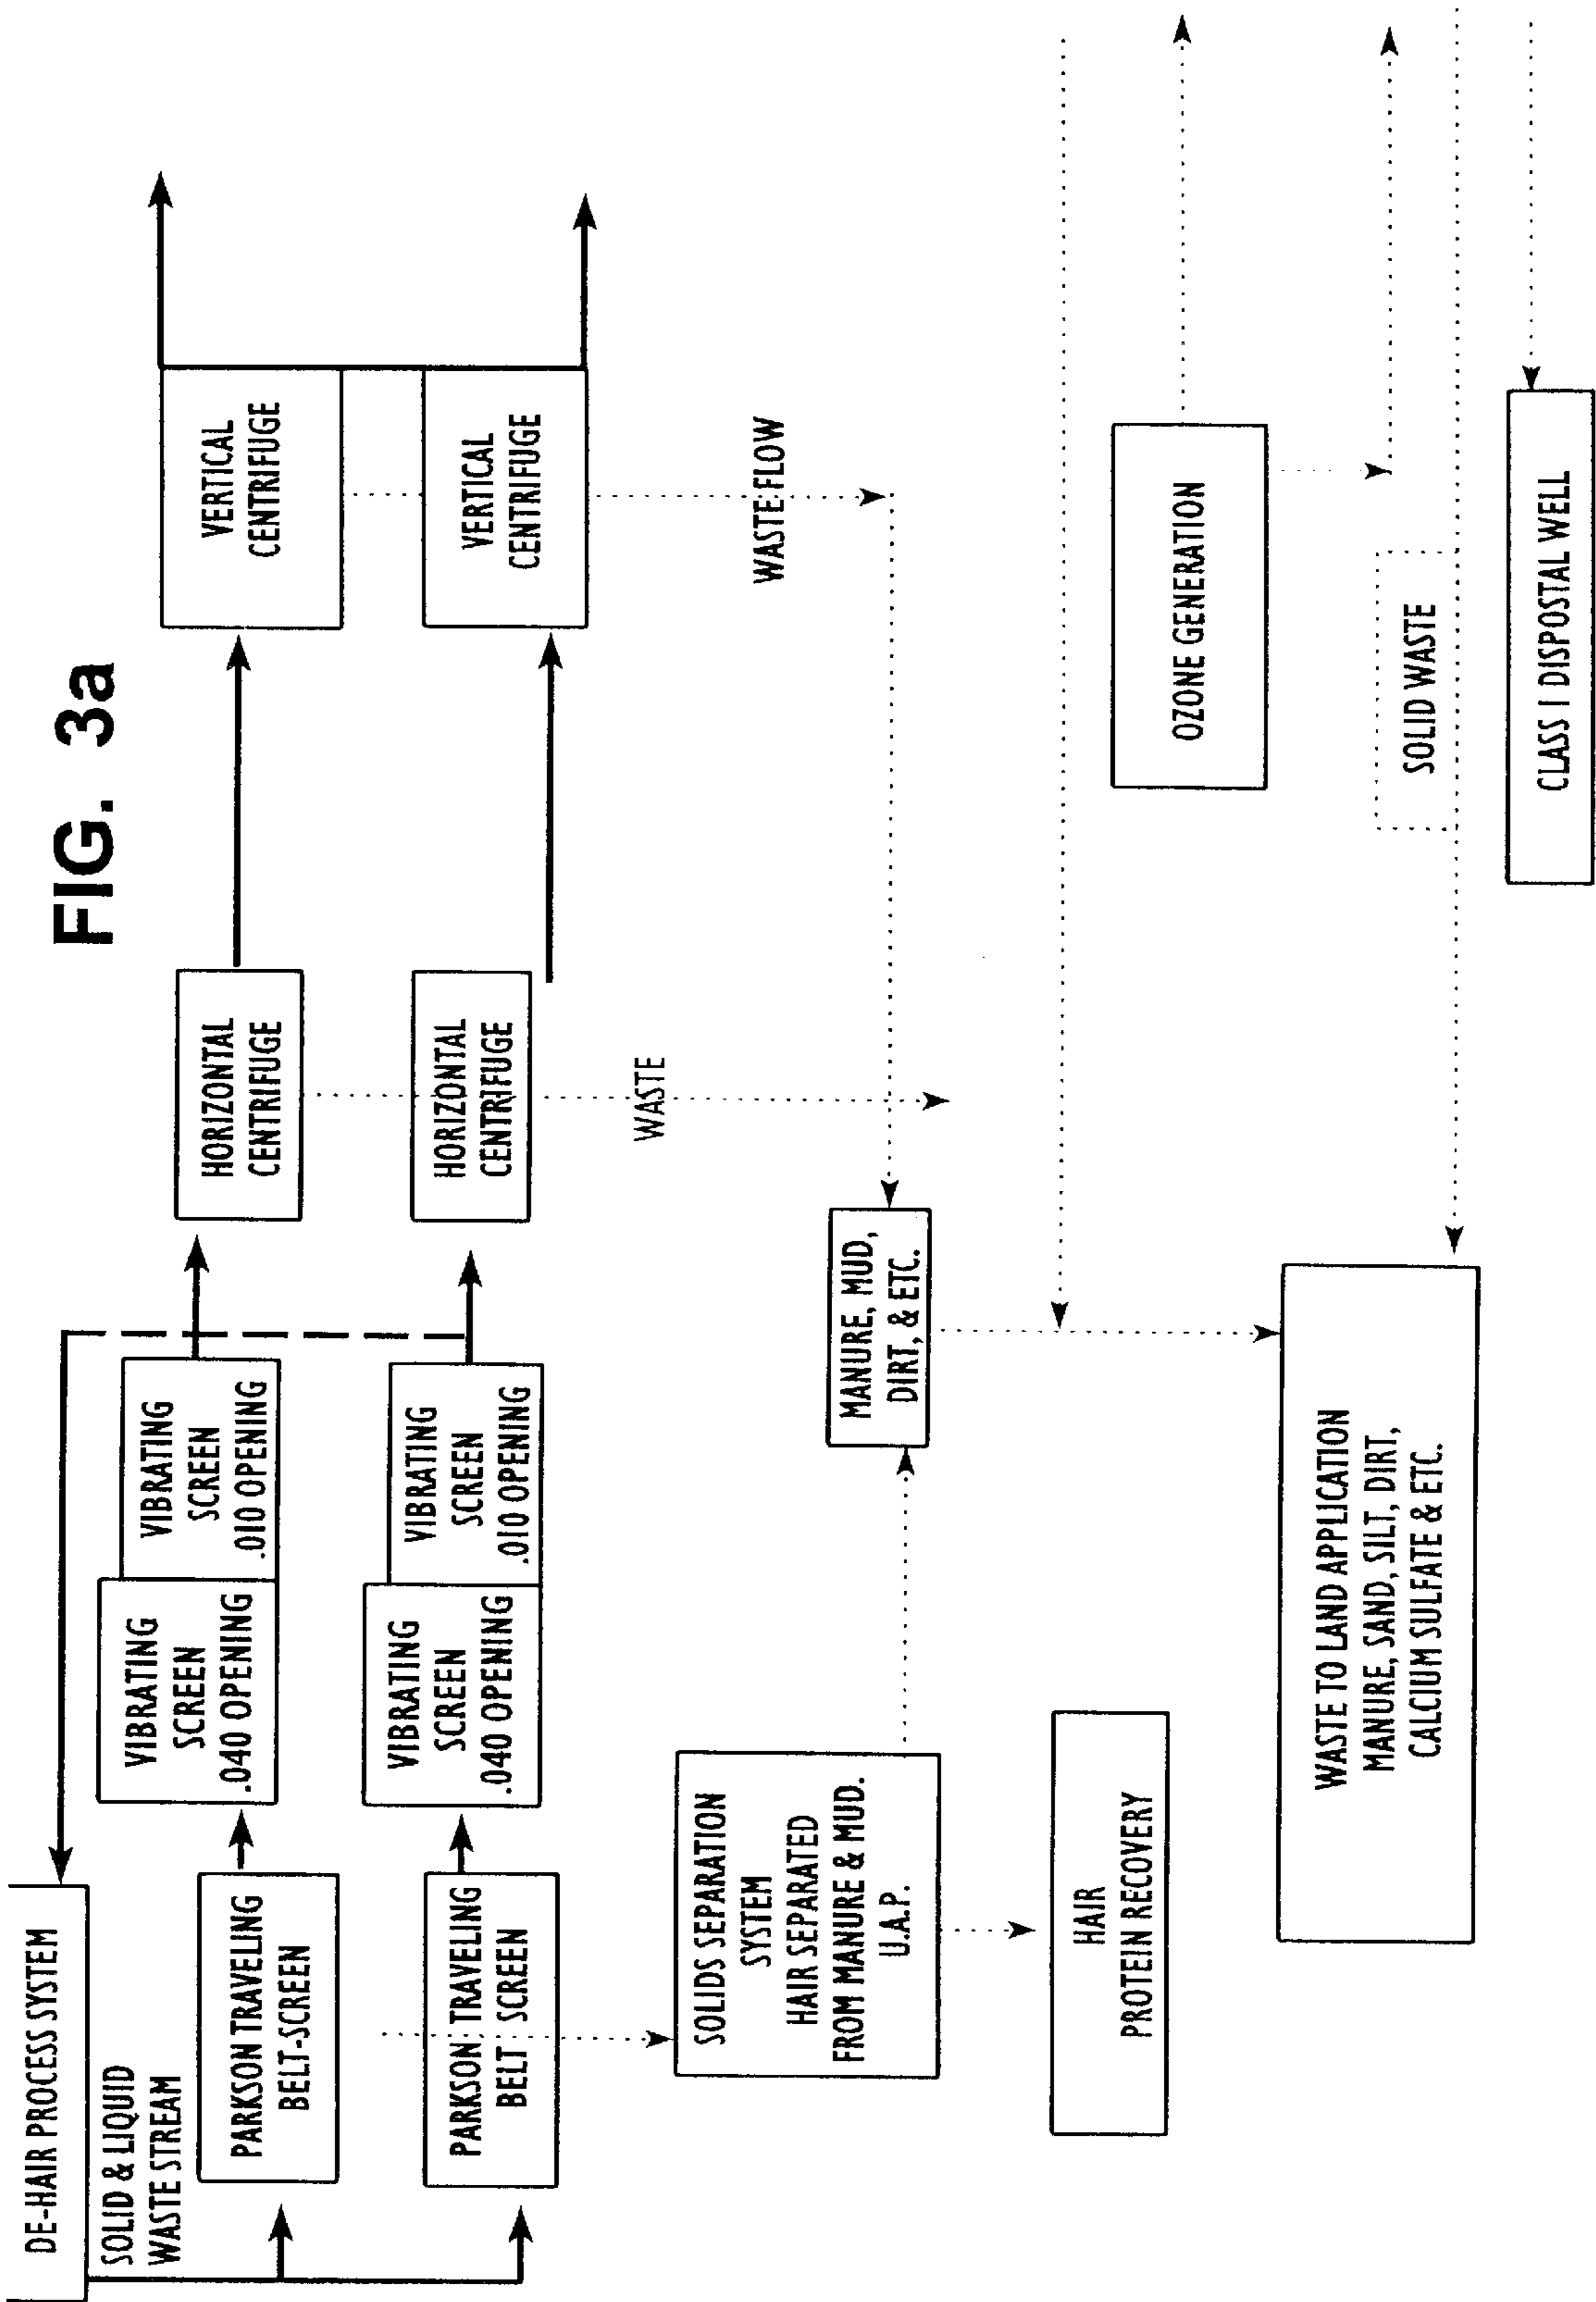 FIG. 3a
DE-HAIR PROCESS SYSTEM
SOLID & LIQUID
WASTE STREAM
PARKSON TRAVELING
BELT-SCREEN
VIBRATING
SCREEN
.040 OPENING
VIBRATING
SCREEN
.010 OPENING
HORIZONTAL
CENTRIFUGE
VERTICAL
CENTRIFUGE
PARKSON TRAVELING
BELT SCREEN
VIBRATING
SCREEN
.040 OPENING
VIBRATING
SCREEN
.010 OPENING
HORIZONTAL
CENTRIFUGE
VERTICAL
CENTRIFUGE
WASTE
WASTE FLOW
SOLIDS SEPARATION
SYSTEM
HAIR SEPARATED
FROM MANURE & MUD.
U.A.P.
MANURE, MUD,
DIRT, & ETC.
HAIR
PROTEIN RECOVERY
OZONE GENERATION
WASTE TO LAND APPLICATION
MANURE, SAND, SILT, DIRT,
CALCIUM SULFATE & ETC.
SOLID WASTE
CLASS I DISPOSTAL WELL